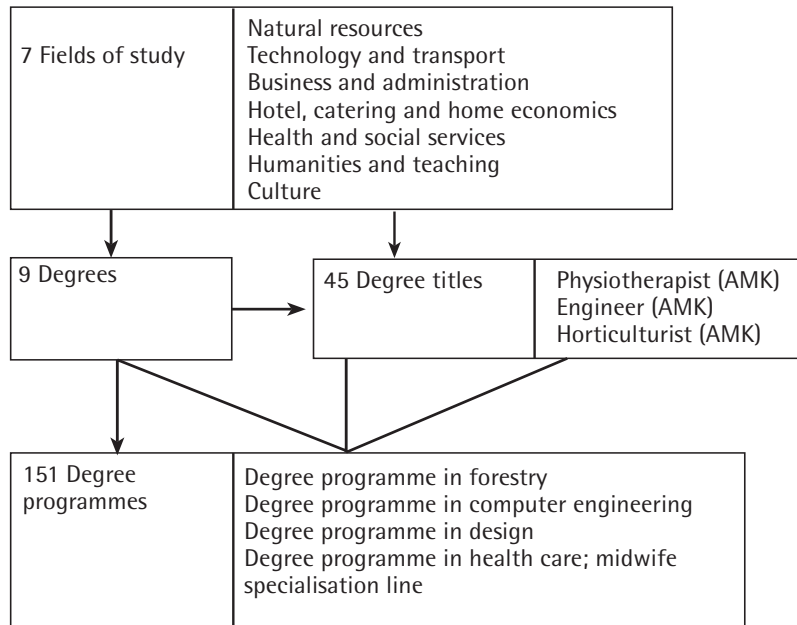 7 Fields of study
Natural resources
Technology and transport
Business and administration
Hotel, catering and home economics
Health and social services
Humanities and teaching
Culture
9 Degrees
45 Degree titles
Physiotherapist (AMK)
Engineer (AMK)
Horticulturist (AMK)
151 Degree
programmes
Degree programme in forestry
Degree programme in computer engineering
Degree programme in design
Degree programme in health care; midwife
specialisation line